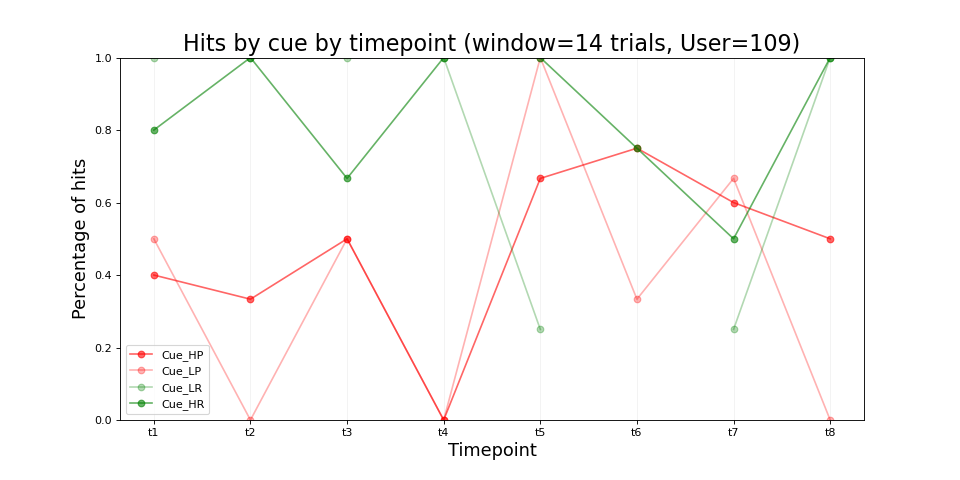 Hits by cue by timepoint (window=14 trials, User=109)
Percentage of hits
1.0
0.8
0.6
0.4
0.2
0.0
Cue_HP
Cue_LP
Cue_LR
Cue_HR
t1 t2 t3 t4 t5 t6 t7 t8
Timepoint